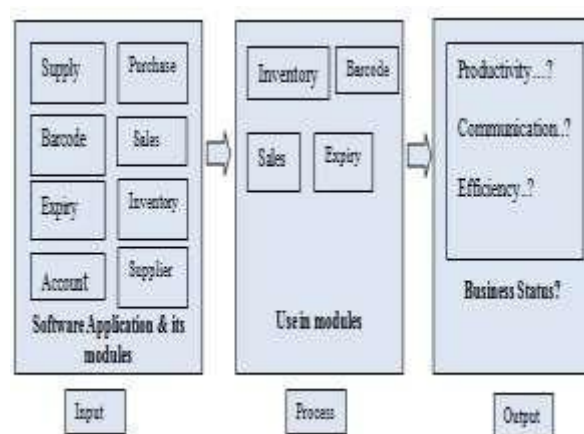 Supply
Purchase
Barcode
Sales
Expiry
Inventory
Account
Supplier
Software Application & its
modules
Inventory
Barcode
Sales
Expiry
Use in modules
Productivity....?
Communication..?
Efficiency..?
Business Status?
Input
Process
Output